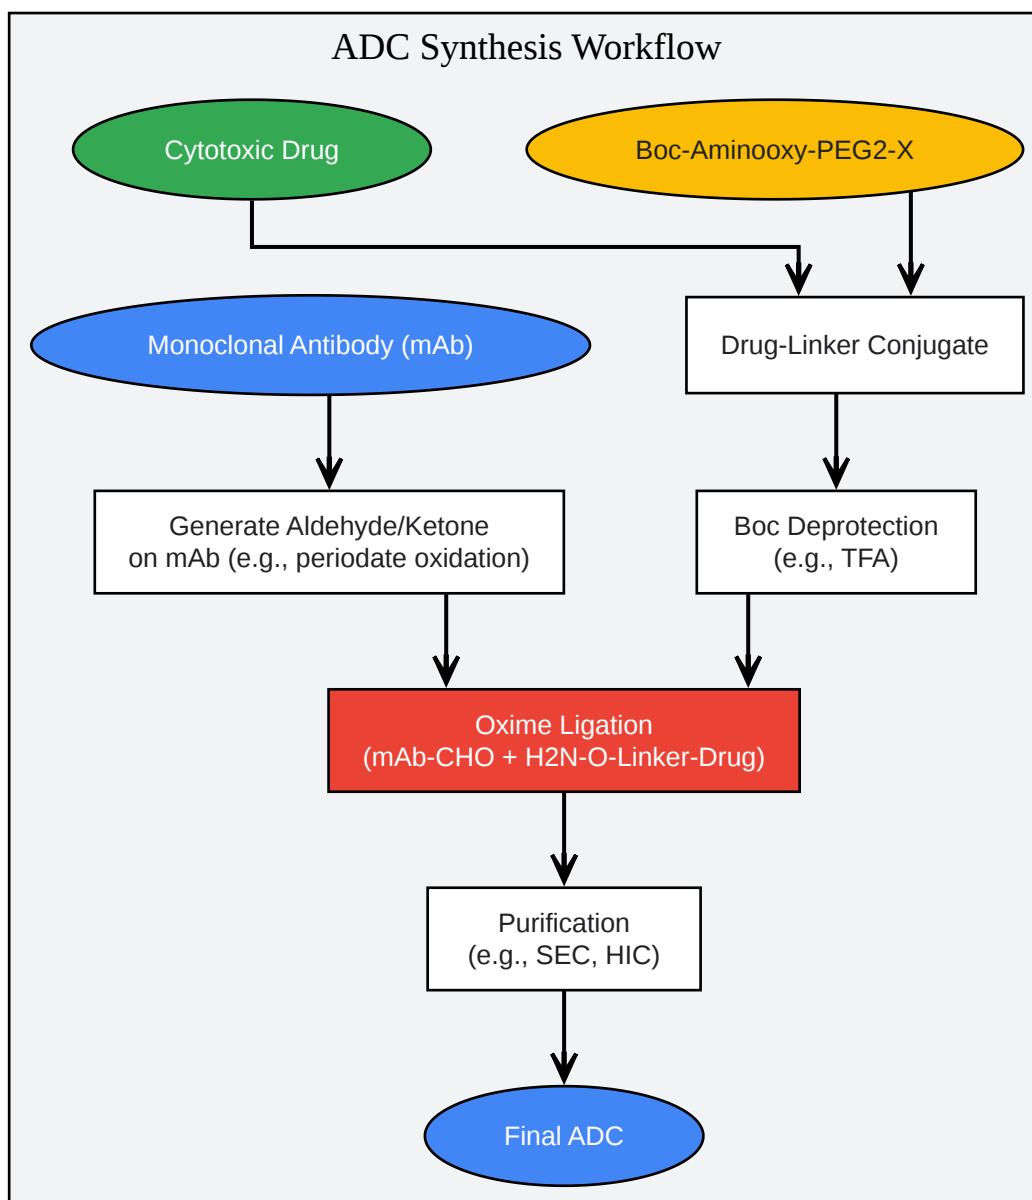 ADC Synthesis Workflow
Cytotoxic Drug
Boc-Aminooxy-PEG2-X
Monoclonal Antibody (mAb)
Drug-Linker Conjugate
Generate Aldehyde/Ketone
on mAb (e.g., periodate oxidation)
Boc Deprotection
(e.g., TFA)
Oxime Ligation
(mAb-CHO + H2N-O-Linker-Drug)
Purification
(e.g., SEC, HIC)
Final ADC